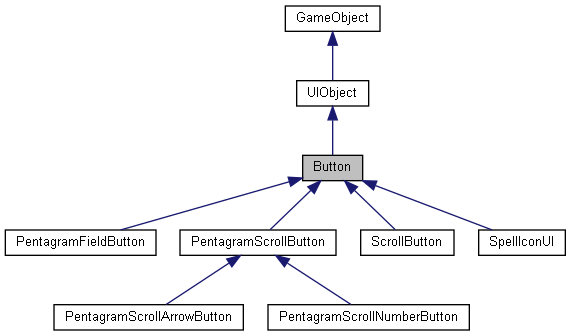 GameObject
UIObject
Button
PentagramFieldButton
PentagramScrollButton
ScrollButton
SpellIconUI
PentagramScrollArrowButton
PentagramScrollNumberButton